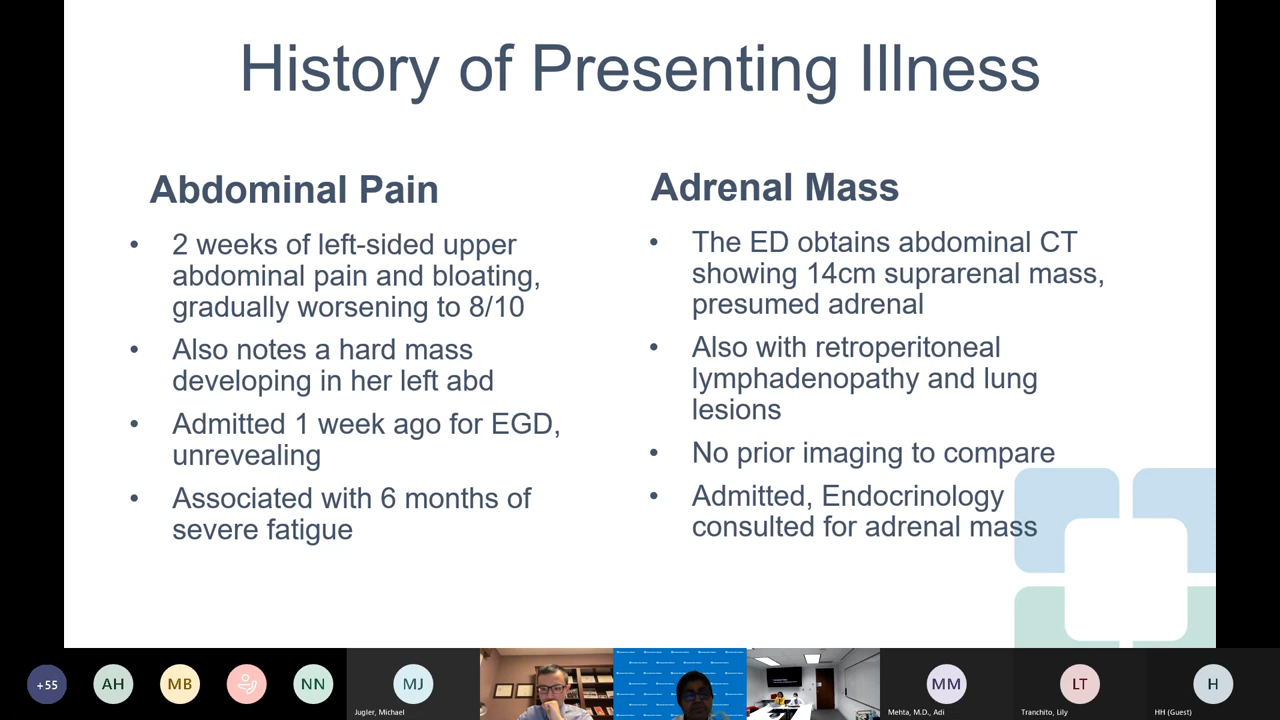 History of Presenting Illness
Abdominal Pain
• 2 weeks of left-sided upper
abdominal pain and bloating,
gradually worsening to 8/10
• Also notes a hard mass
developing in her left abd
• Admitted 1 week ago for EGD,
unrevealing
• Associated with 6 months of
severe fatigue
Adrenal Mass
• The ED obtains abdominal CT
showing 14cm suprarenal mass,
presumed adrenal
• Also with retroperitoneal
lymphadenopathy and lung
lesions
• No prior imaging to compare
• Admitted, Endocrinology
consulted for adrenal mass
+55
AH
MB
NN
MJ
Jugler, Michael
MM
Mehta, M.D., Adi
LT
Tranchito, Lily
H
HH (Guest)